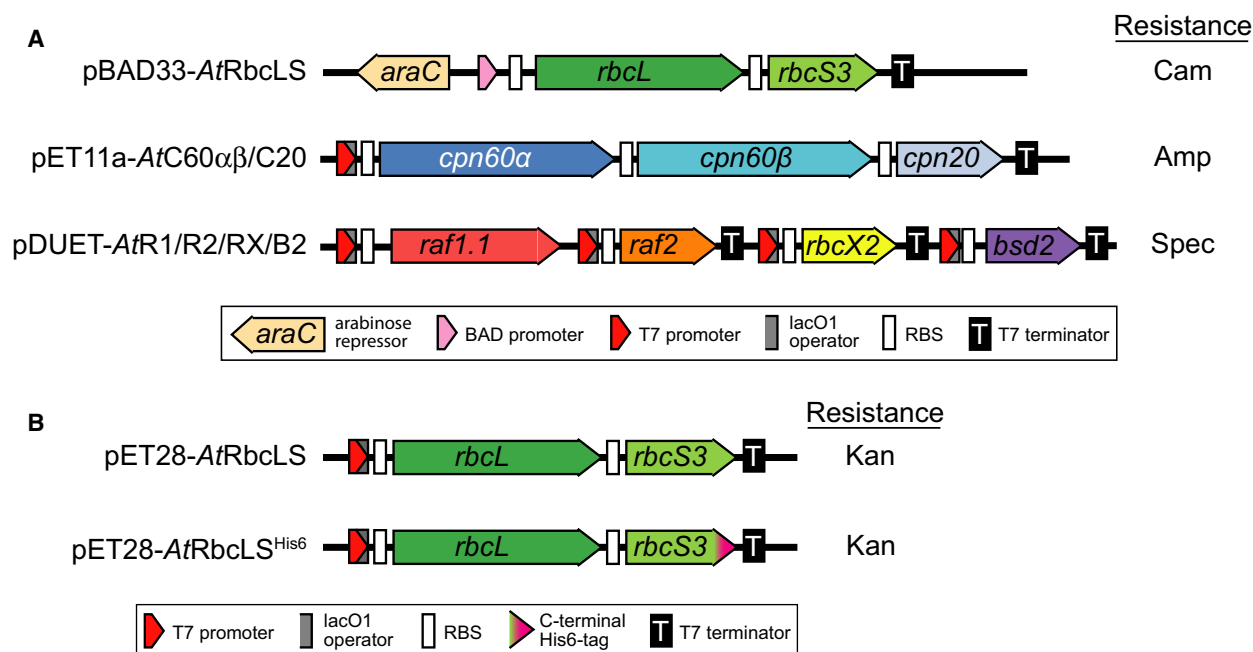 A
Resistance
pBAD33-AtRbcLS araC rbcL rbcS3 T Cam
pET11a-AtC60αβ/C20 cpn60α cpn60β cpn20 T Amp
pDUET-AtR1/R2/RX/B2 raf1.1 raf2 T rbcX2 T bsd2 T Spec
araC arabinose repressor BAD promoter T7 promoter lacO1 operator RBS T T7 terminator
B
Resistance
pET28-AtRbcLS rbcL rbcS3 T Kan
pET28-AtRbcLSHis6 rbcL rbcS3 T Kan
T7 promoter lacO1 operator RBS C-terminal His6-tag T T7 terminator